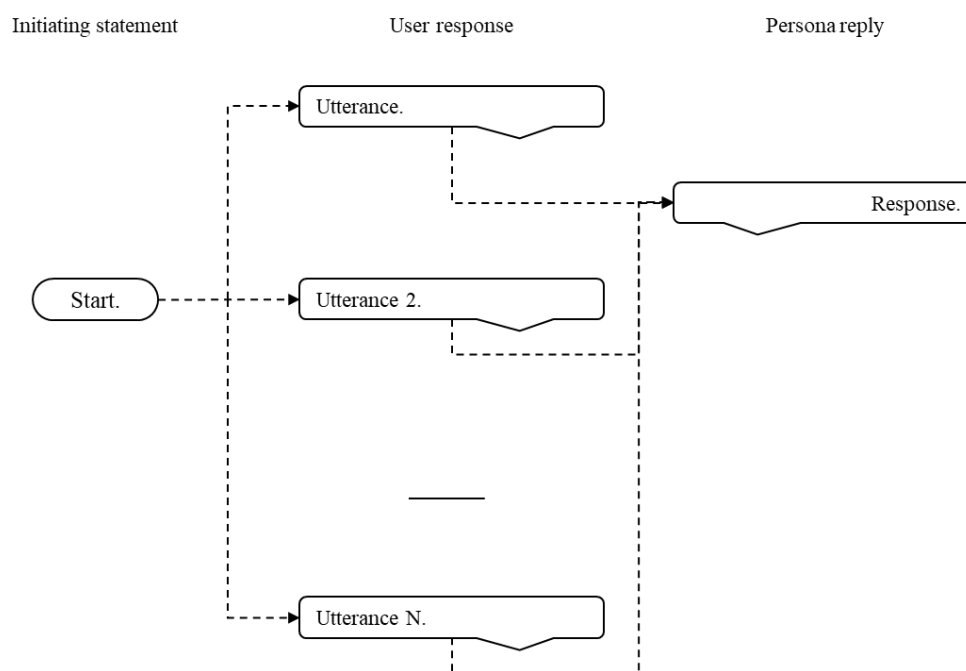 Initiating statement
User response
Persona reply
Utterance.
Response.
Start.
Utterance 2.
Utterance N.